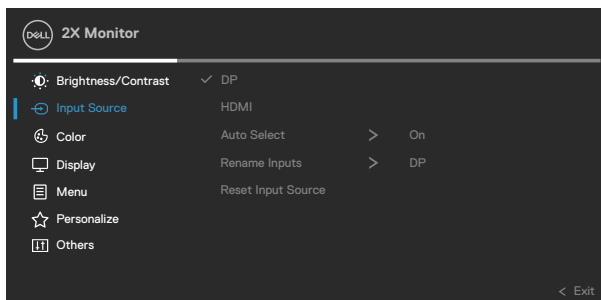 DELL 2X Monitor
Brightness/Contrast ✓ DP
Input Source HDMI
Color Auto Select > On
Display Rename Inputs > DP
Menu Reset Input Source
Personalize
Others
< Exit